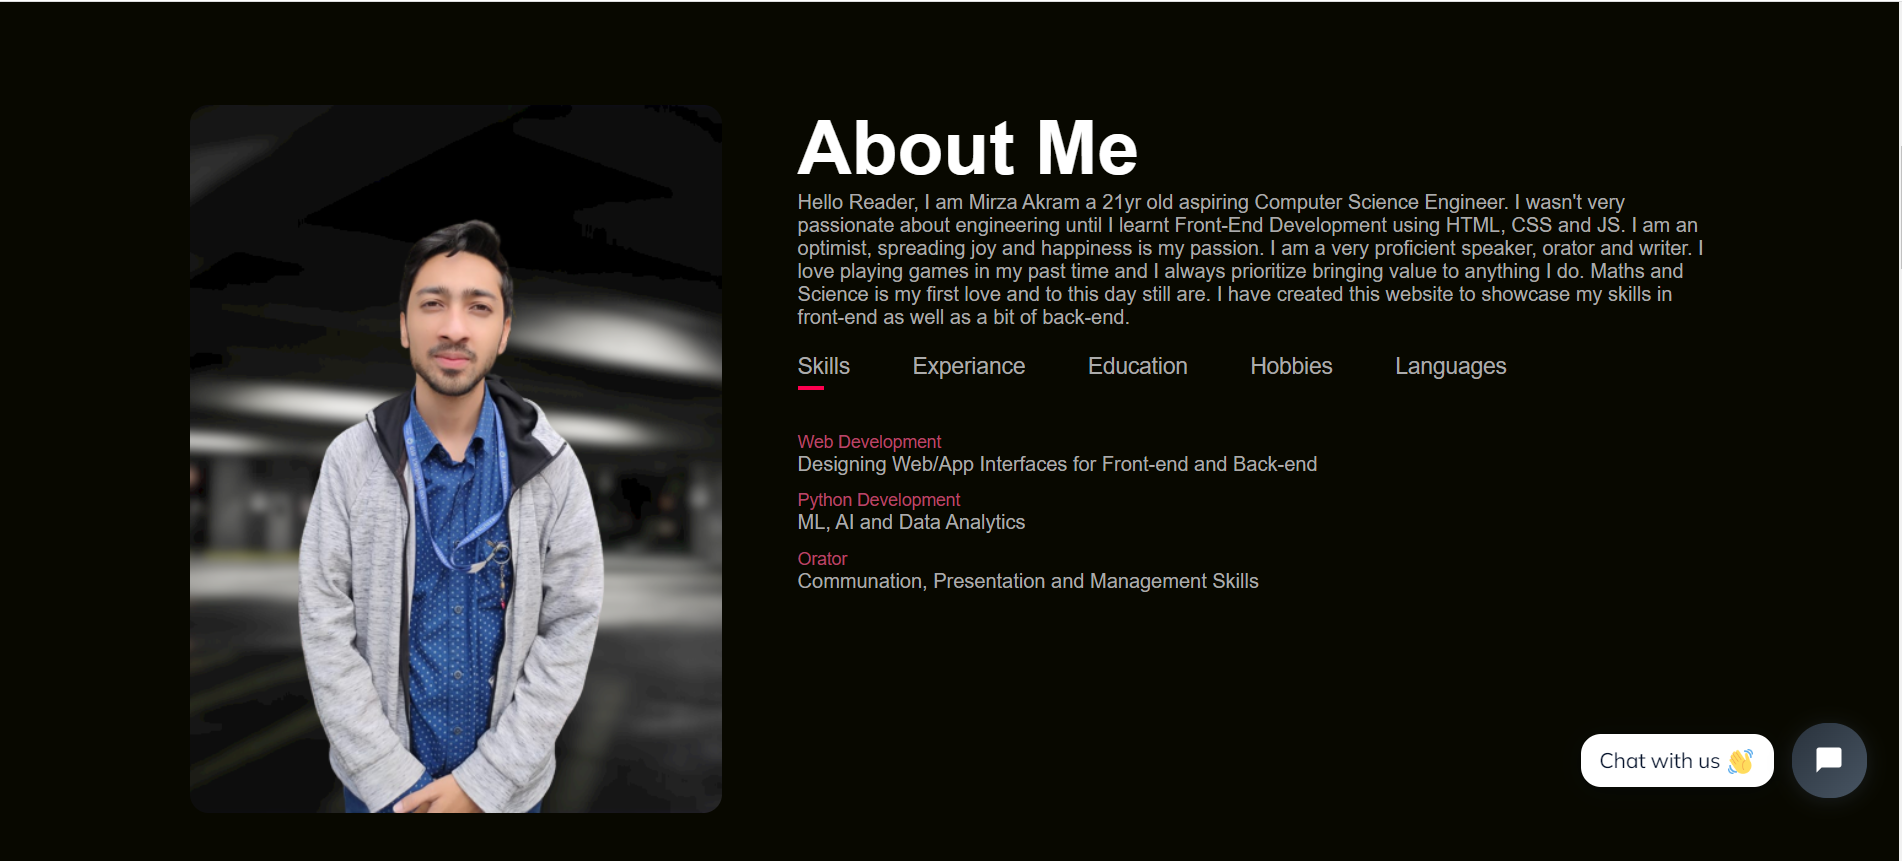 About Me
Hello Reader, I am Mirza Akram a 21yr old aspiring Computer Science Engineer. I wasn't very
passionate about engineering until I learnt Front-End Development using HTML, CSS and JS. I am an
optimist, spreading joy and happiness is my passion. I am a very proficient speaker, orator and writer. I
love playing games in my past time and I always prioritize bringing value to anything I do. Maths and
Science is my first love and to this day still are. I have created this website to showcase my skills in
front-end as well as a bit of back-end.
Skills Experiance Education Hobbies Languages
Web Development
Designing Web/App Interfaces for Front-end and Back-end
Python Development
ML, AI and Data Analytics
Orator
Communation, Presentation and Management Skills
Chat with us 👋